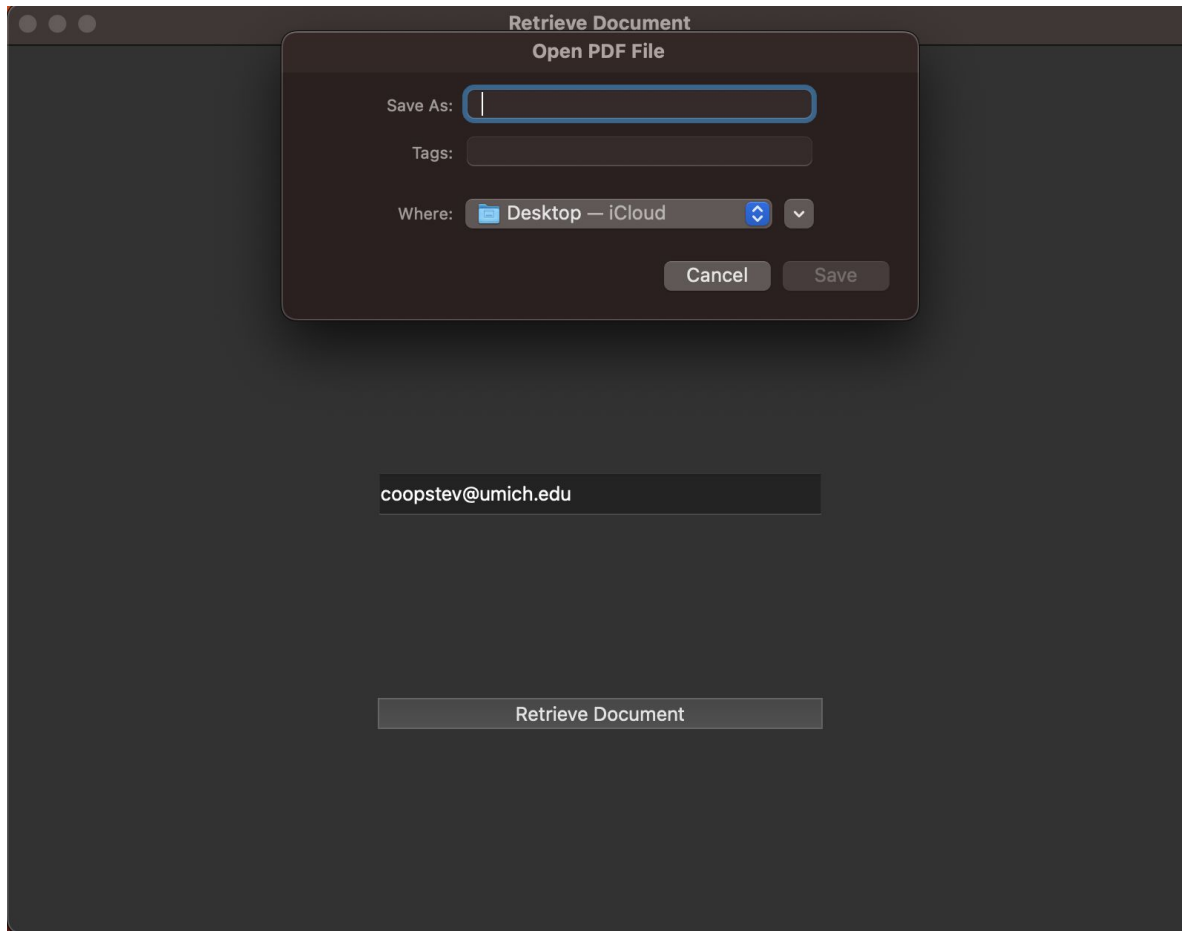 Retrieve Document
Open PDF File
Save As:
Tags:
Where: Desktop — iCloud
Cancel Save
coopstev@umich.edu
Retrieve Document